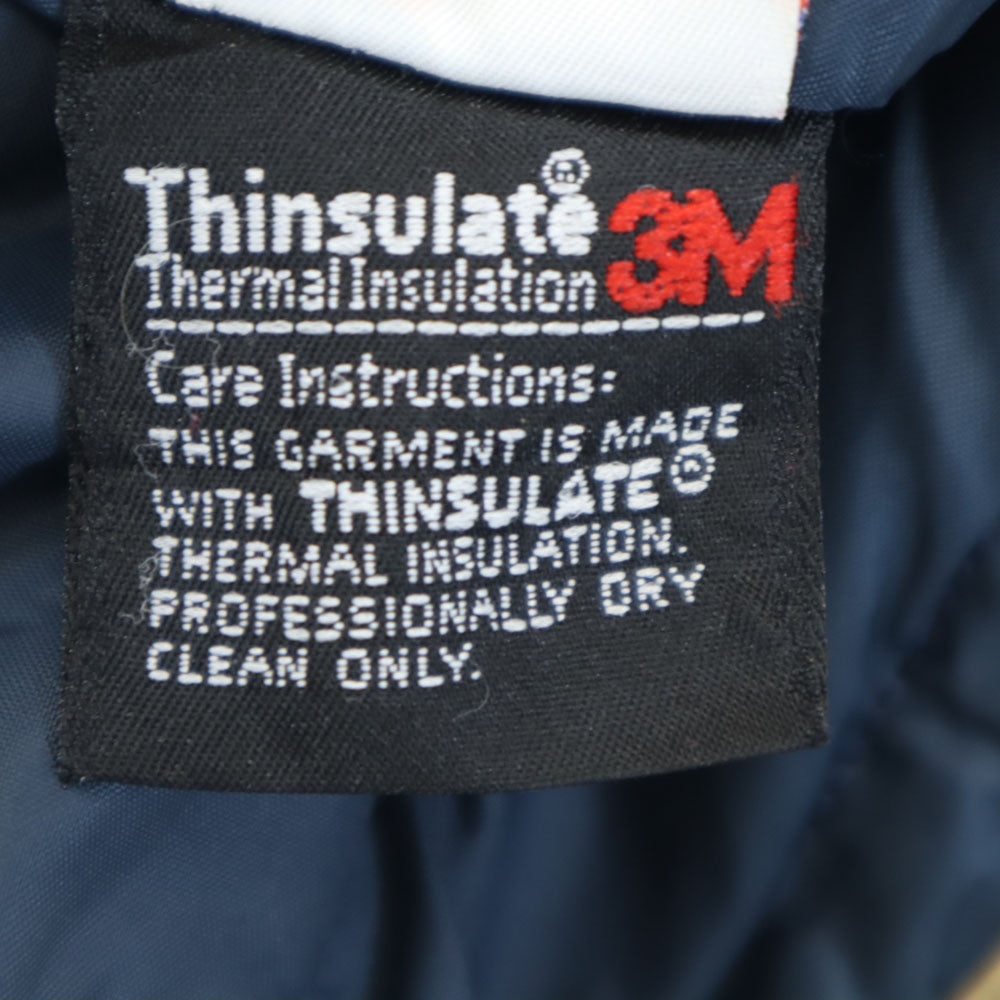 Thinsulate® 3M
Thermal Insulation
Care Instructions:
THIS GARMENT IS MADE
WITH THINSULATE®
THERMAL INSULATION.
PROFESSIONALLY DRY
CLEAN ONLY.